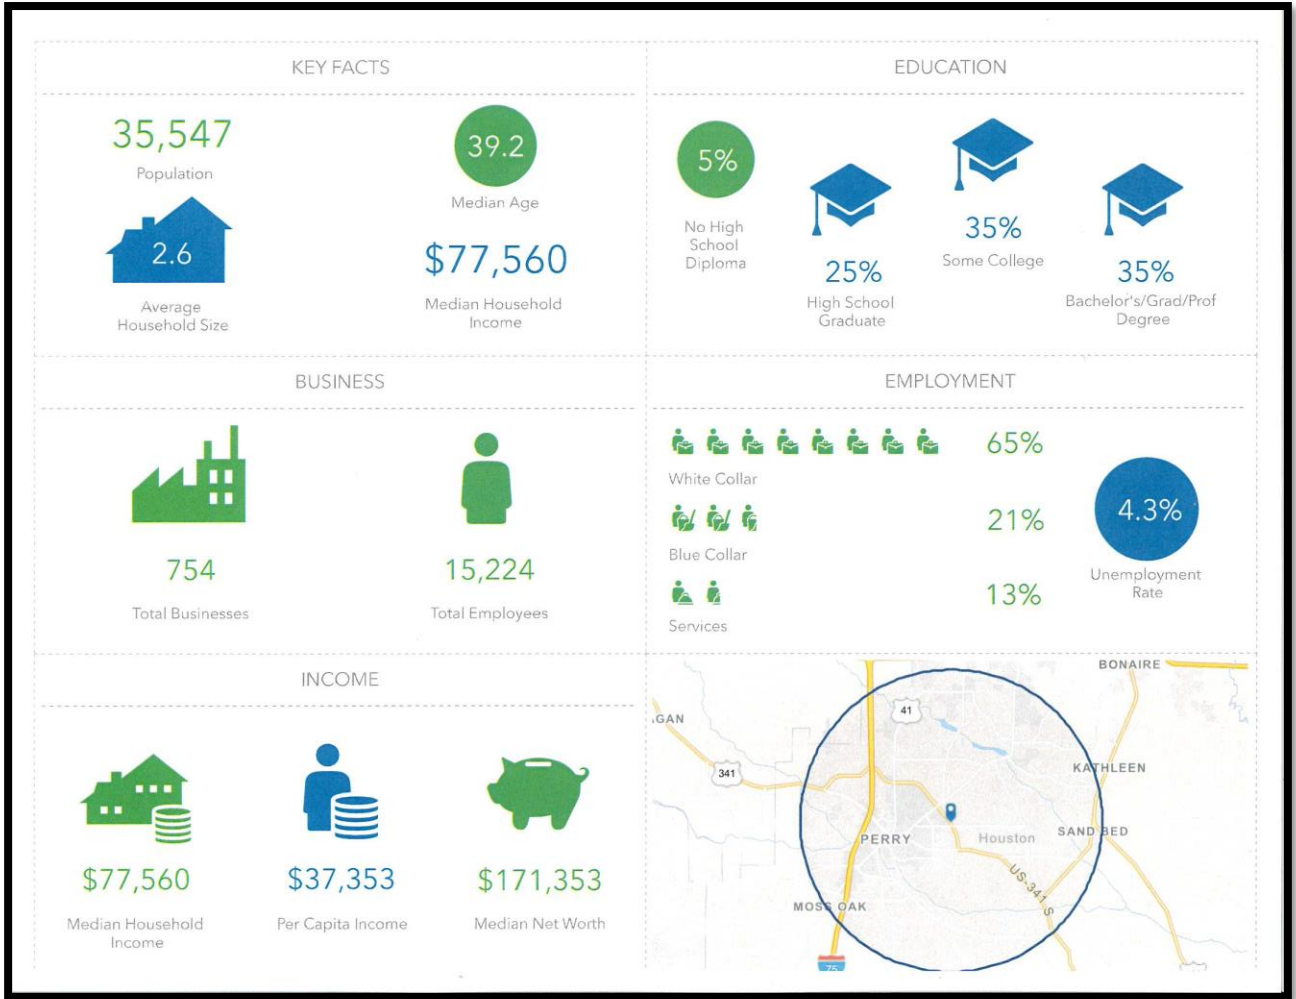 KEY FACTS
35,547
Population
39.2
Median Age
2.6
Average
Household Size
$77,560
Median Household
Income
EDUCATION
5%
No High
School
Diploma
25%
High School
Graduate
35%
Some College
35%
Bachelor's/Grad/Prof
Degree
BUSINESS
754
Total Businesses
15,224
Total Employees
EMPLOYMENT
65%
White Collar
21%
Blue Collar
13%
Services
4.3%
Unemployment
Rate
INCOME
$77,560
Median Household
Income
$37,353
Per Capita Income
$171,353
Median Net Worth
BONAIRE
41
GAN
341
KATHLEEN
PERRY
Houston
SAND BED
US-341 S
MOSS OAK
75